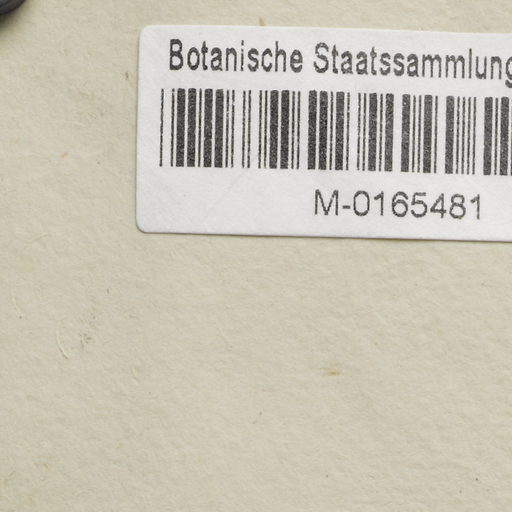 Botanische Staatssammlung
M-0165481